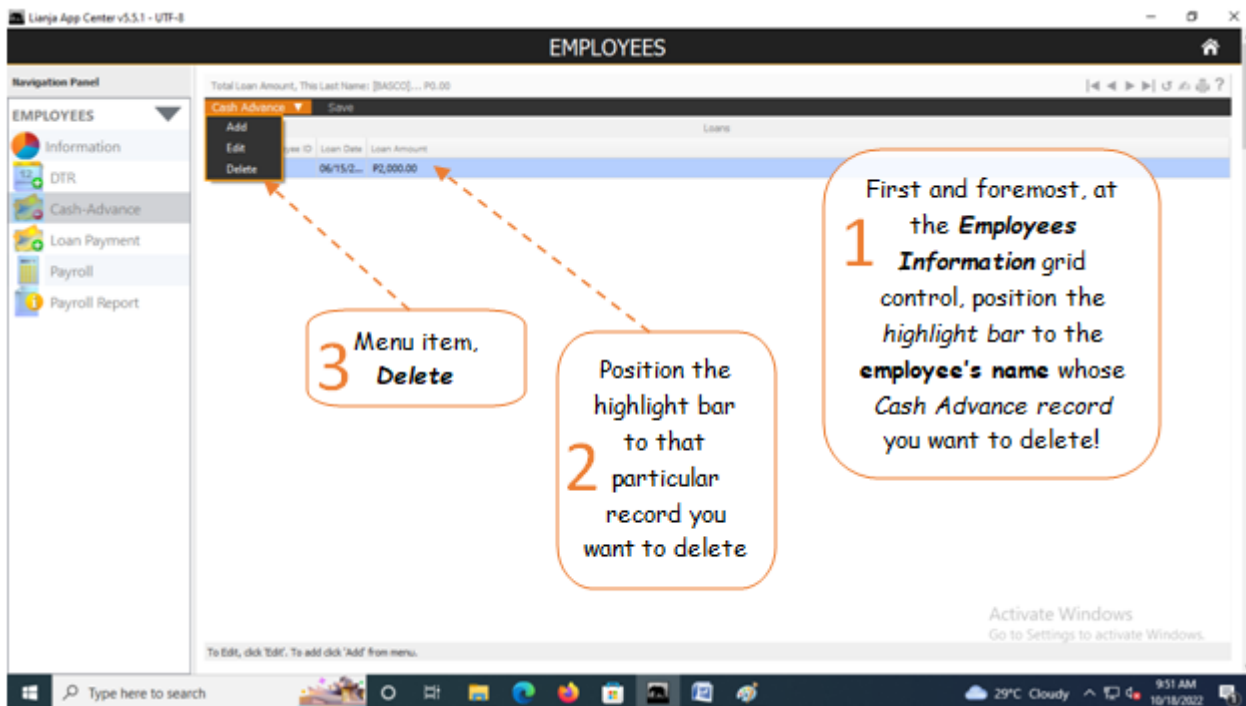 Lianja App Center v5.5.1 - UTF-8
EMPLOYEES
Navigation Panel
EMPLOYEES
Information
DTR
Cash-Advance
Loan Payment
Payroll
Payroll Report
Total Loan Amount, This Last Name: [BASCO]... P0.00
Cash Advance Save
Add
Edit
Delete
Loans
ID Loan Date Loan Amount
06/15/2... ₱2,000.00
1
First and foremost, at
the Employees
Information grid
control, position the
highlight bar to the
employee's name whose
Cash Advance record
you want to delete!
2
Position the
highlight bar
to that
particular
record you
want to delete
3
Menu item,
Delete
Activate Windows
Go to Settings to activate Windows.
To Edit, click 'Edit'. To add click 'Add' from menu.
Type here to search
29°C Cloudy
9:51 AM
10/18/2022